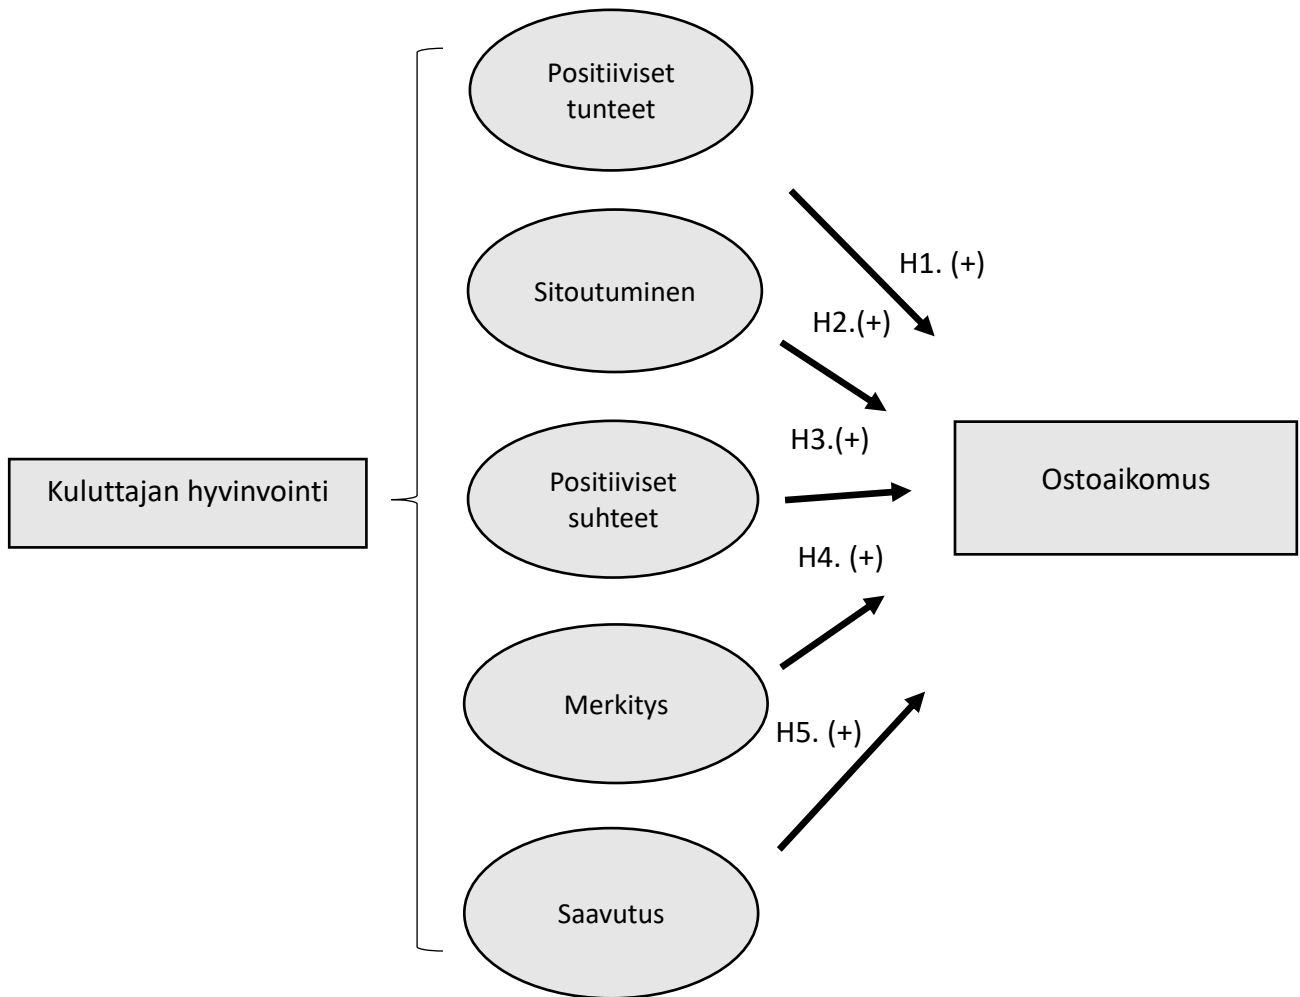 Positiiviset
tunteet
H1. (+)
Sitoutuminen
H2.(+)
H3.(+)
Kuluttajan hyvinvointi
Positiiviset
suhteet
Ostoaikomus
H4. (+)
Merkitys
H5. (+)
Saavutus